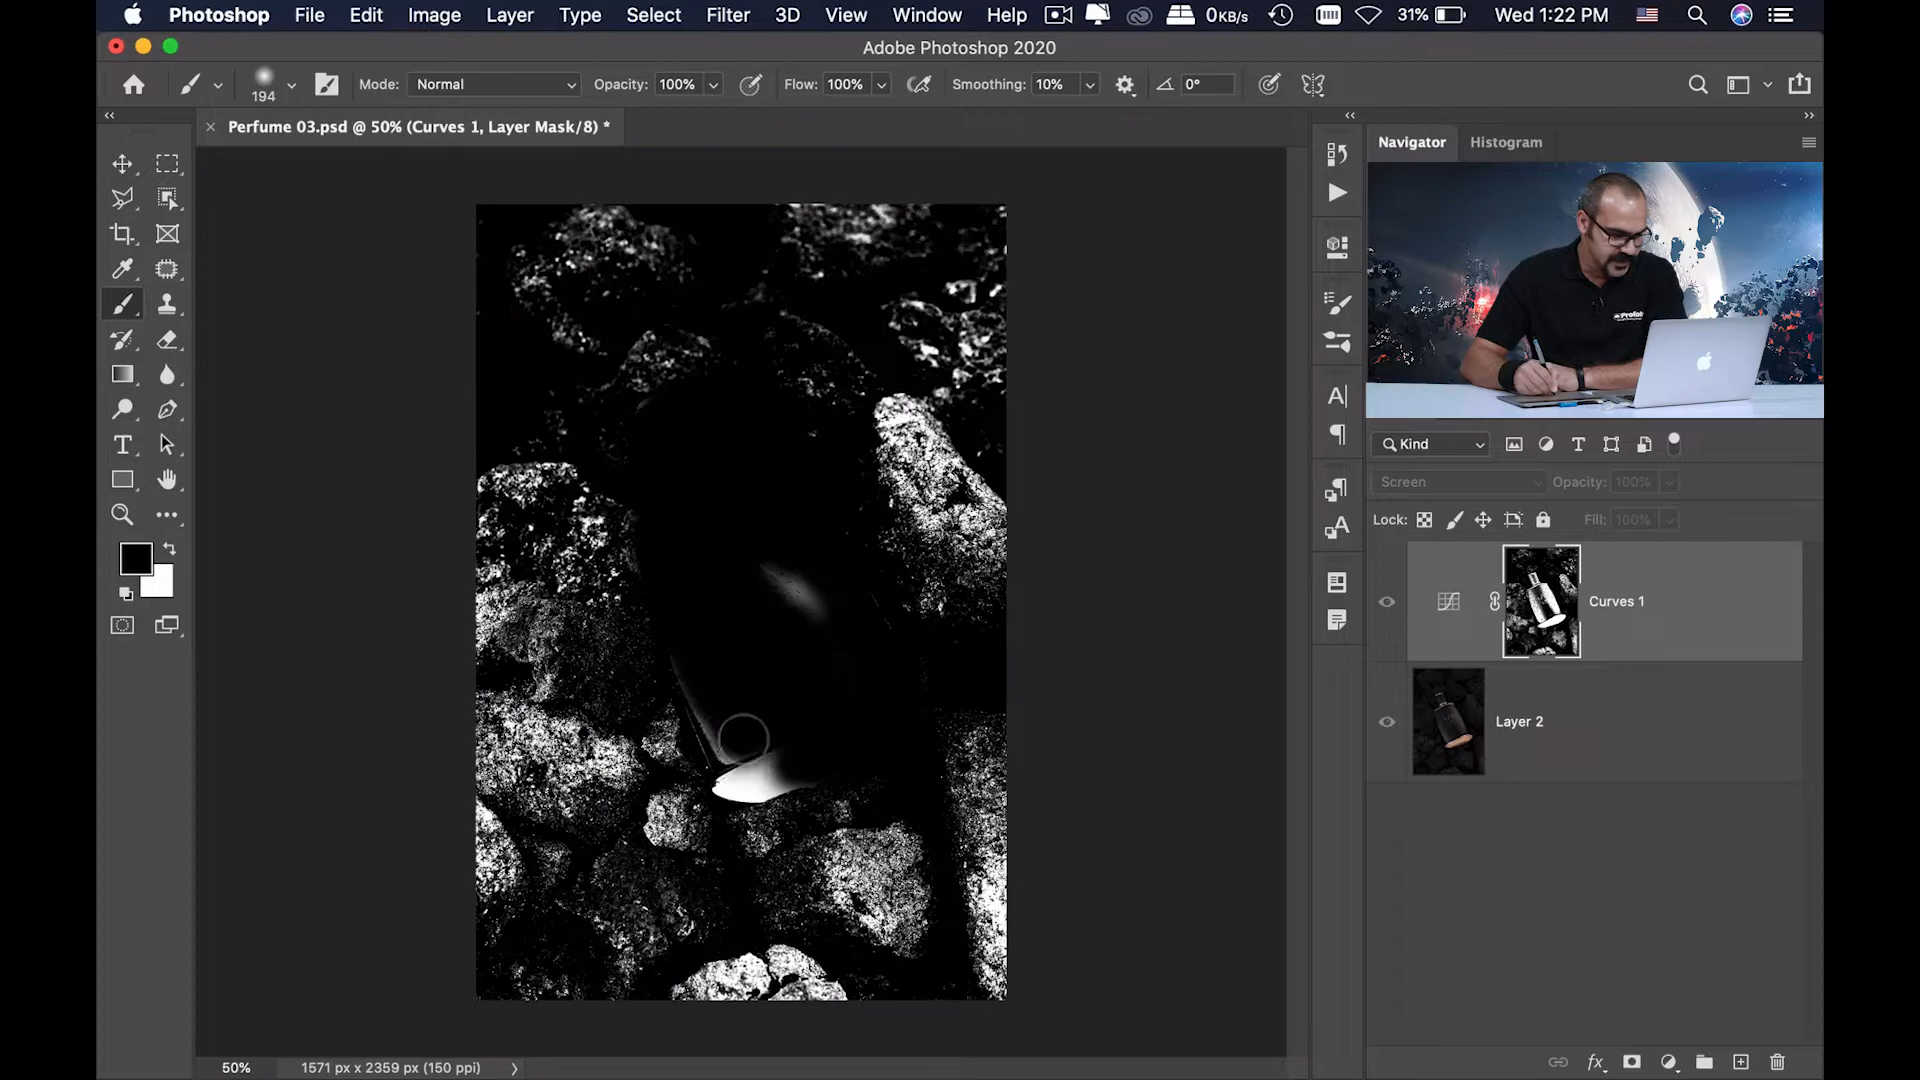 Photoshop File Edit Image Layer Type Select Filter 3D View Window Help 0KB/s 31% Wed 1:22 PM
Adobe Photoshop 2020
194 Mode: Normal Opacity: 100% Flow: 100% Smoothing: 10% 0°
Perfume 03.psd @ 50% (Curves 1, Layer Mask/8) *
Navigator Histogram
Profoto
Kind
Screen Opacity: 100%
Lock: Fill: 100%
Curves 1
Layer 2
50% 1571 px x 2359 px (150 ppi)